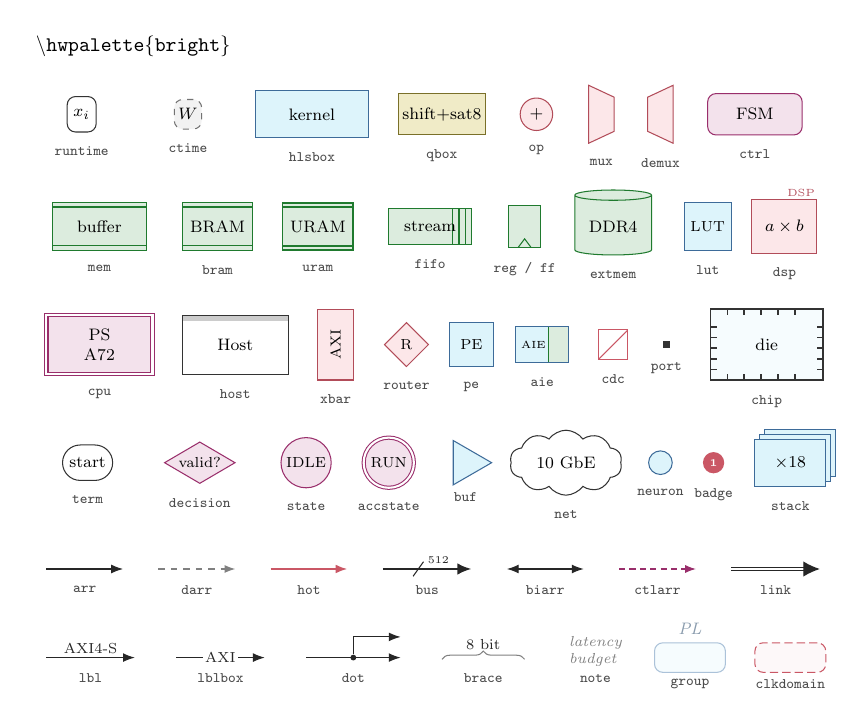 \hwpalette{bright}
x_i W kernel shift+sat8 + FSM
runtime ctime hlsbox qbox op mux demux ctrl
DSP
buffer BRAM URAM stream DDR4 LUT a × b
mem bram uram fifo reg / ff extmem lut dsp
PS
A72 Host AXI R PE AIE die
cpu host xbar router pe aie cdc port chip
start valid? IDLE RUN 10 GbE 1 ×18
term decision state accstate buf net neuron badge stack
512
arr darr hot bus biarr ctlarr link
AXI4-S AXI 8 bit latency
budget PL
lbl lblbox dot brace note group clkdomain